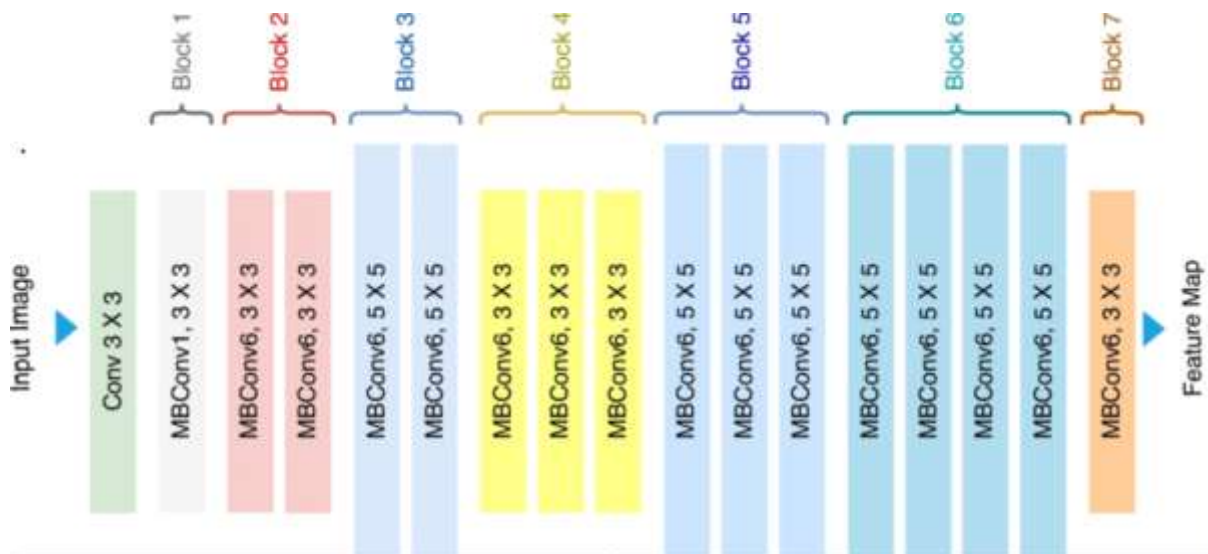 Block 1
Block 2
Block 3
Block 4
Block 5
Block 6
Block 7
Input Image
Conv 3 X 3
MBConv1, 3 X 3
MBConv6, 3 X 3
MBConv6, 3 X 3
MBConv6, 5 X 5
MBConv6, 5 X 5
MBConv6, 3 X 3
MBConv6, 3 X 3
MBConv6, 3 X 3
MBConv6, 5 X 5
MBConv6, 5 X 5
MBConv6, 5 X 5
MBConv6, 5 X 5
MBConv6, 5 X 5
MBConv6, 5 X 5
MBConv6, 5 X 5
MBConv6, 3 X 3
Feature Map